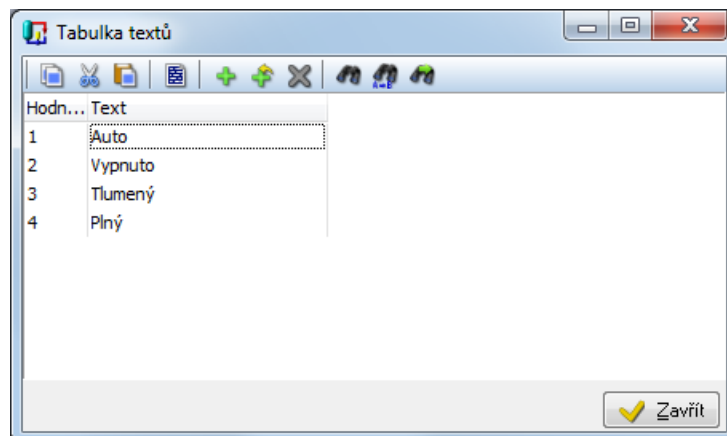 Tabulka textů
A⇔B
Hodn... Text
1 Auto
2 Vypnuto
3 Tlumený
4 Plný
Zavřít